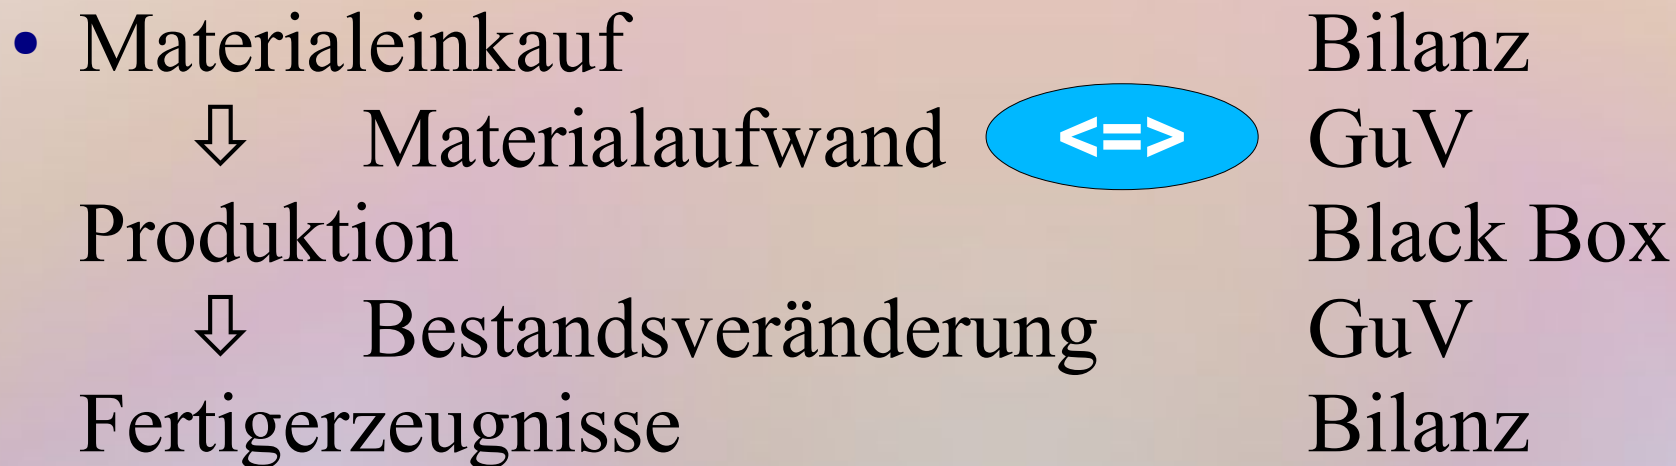 • Materialeinkauf Bilanz
⇩ Materialaufwand <=> GuV
Produktion Black Box
⇩ Bestandsveränderung GuV
Fertigerzeugnisse Bilanz